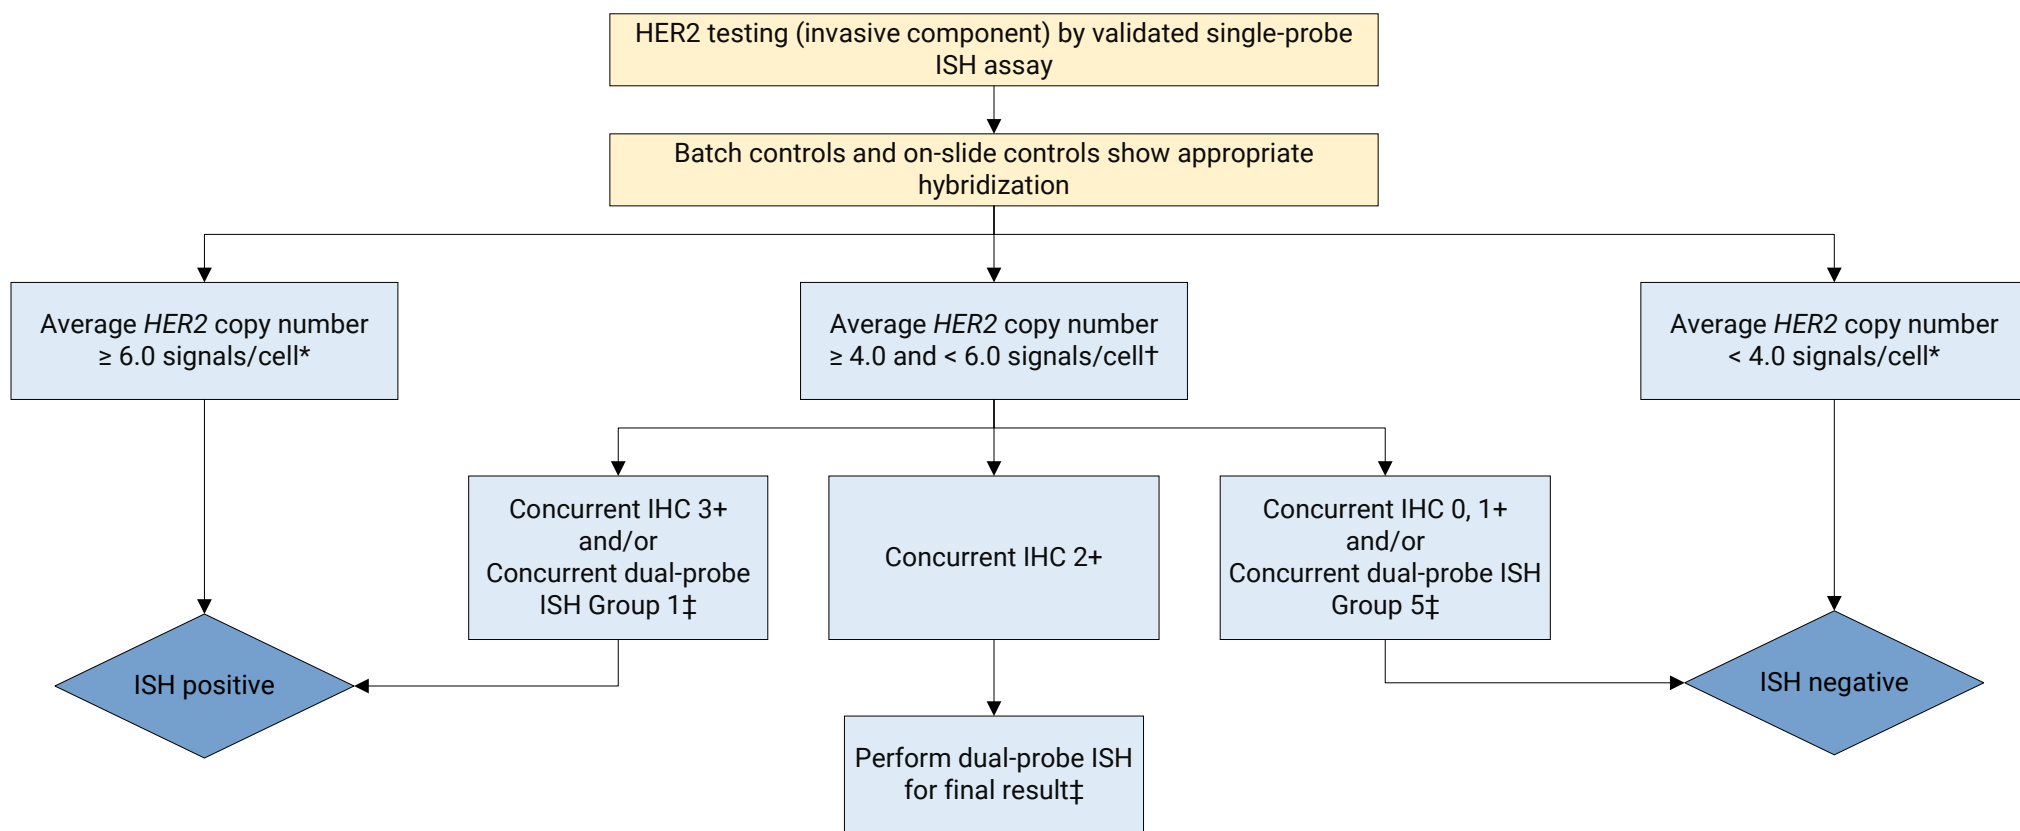 HER2 testing (invasive component) by validated single-probe
ISH assay
Batch controls and on-slide controls show appropriate
hybridization
Average HER2 copy number
≥ 6.0 signals/cell*
Average HER2 copy number
≥ 4.0 and < 6.0 signals/cell†
Average HER2 copy number
< 4.0 signals/cell*
Concurrent IHC 3+
and/or
Concurrent dual-probe
ISH Group 1‡
Concurrent IHC 2+
Concurrent IHC 0, 1+
and/or
Concurrent dual-probe ISH
Group 5‡
ISH positive
ISH negative
Perform dual-probe ISH
for final result‡